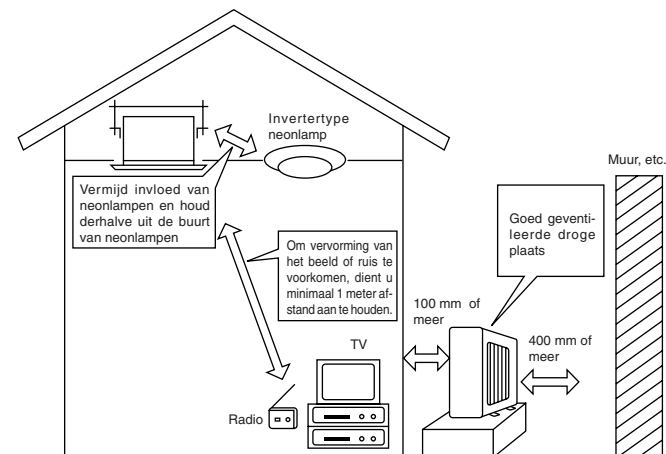 Invertertype
neonlamp
Muur, etc.
Vermijd invloed van
neonlampen en houd
derhalve uit de buurt
van neonlampen
Goed geventi-
leerde droge
plaats
Om vervorming van
het beeld of ruis te
voorkomen, dient u
minimaal 1 meter af-
stand aan te houden.
100 mm of
meer
TV
400 mm of
meer
Radio